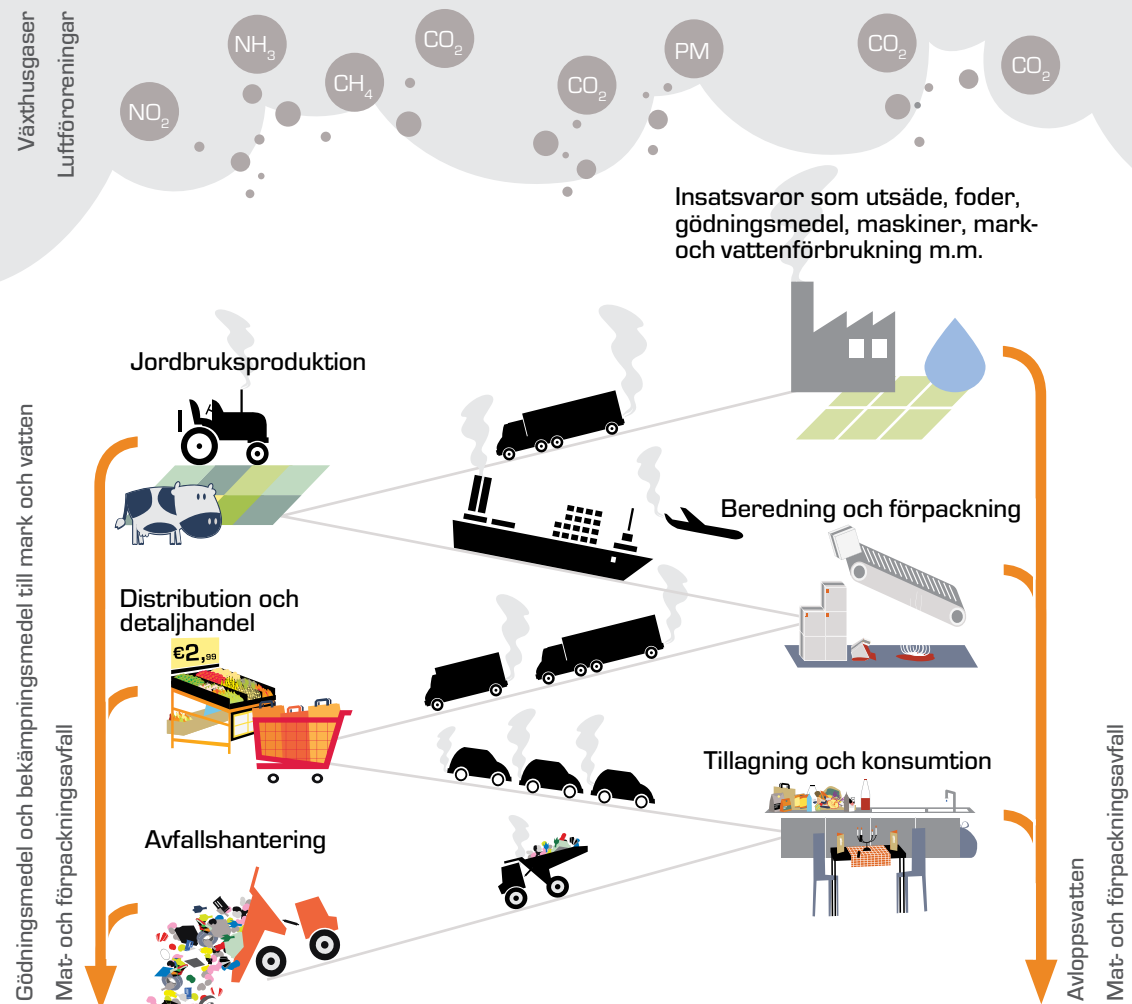 Växthusgaser
Luftföroreningar
NO₂
NH₃
CH₄
CO₂
CO₂
PM
CO₂
CO₂
Insatsvaror som utsäde, foder,
gödningsmedel, maskiner, mark-
och vattenförbrukning m.m.
Jordbruksproduktion
Beredning och förpackning
Distribution och
detaljhandel
€2,99
Tillagning och konsumtion
Avfallshantering
Gödningsmedel och bekämpningsmedel till mark och vatten
Mat- och förpackningsavfall
Avloppsvatten
Mat- och förpackningsavfall